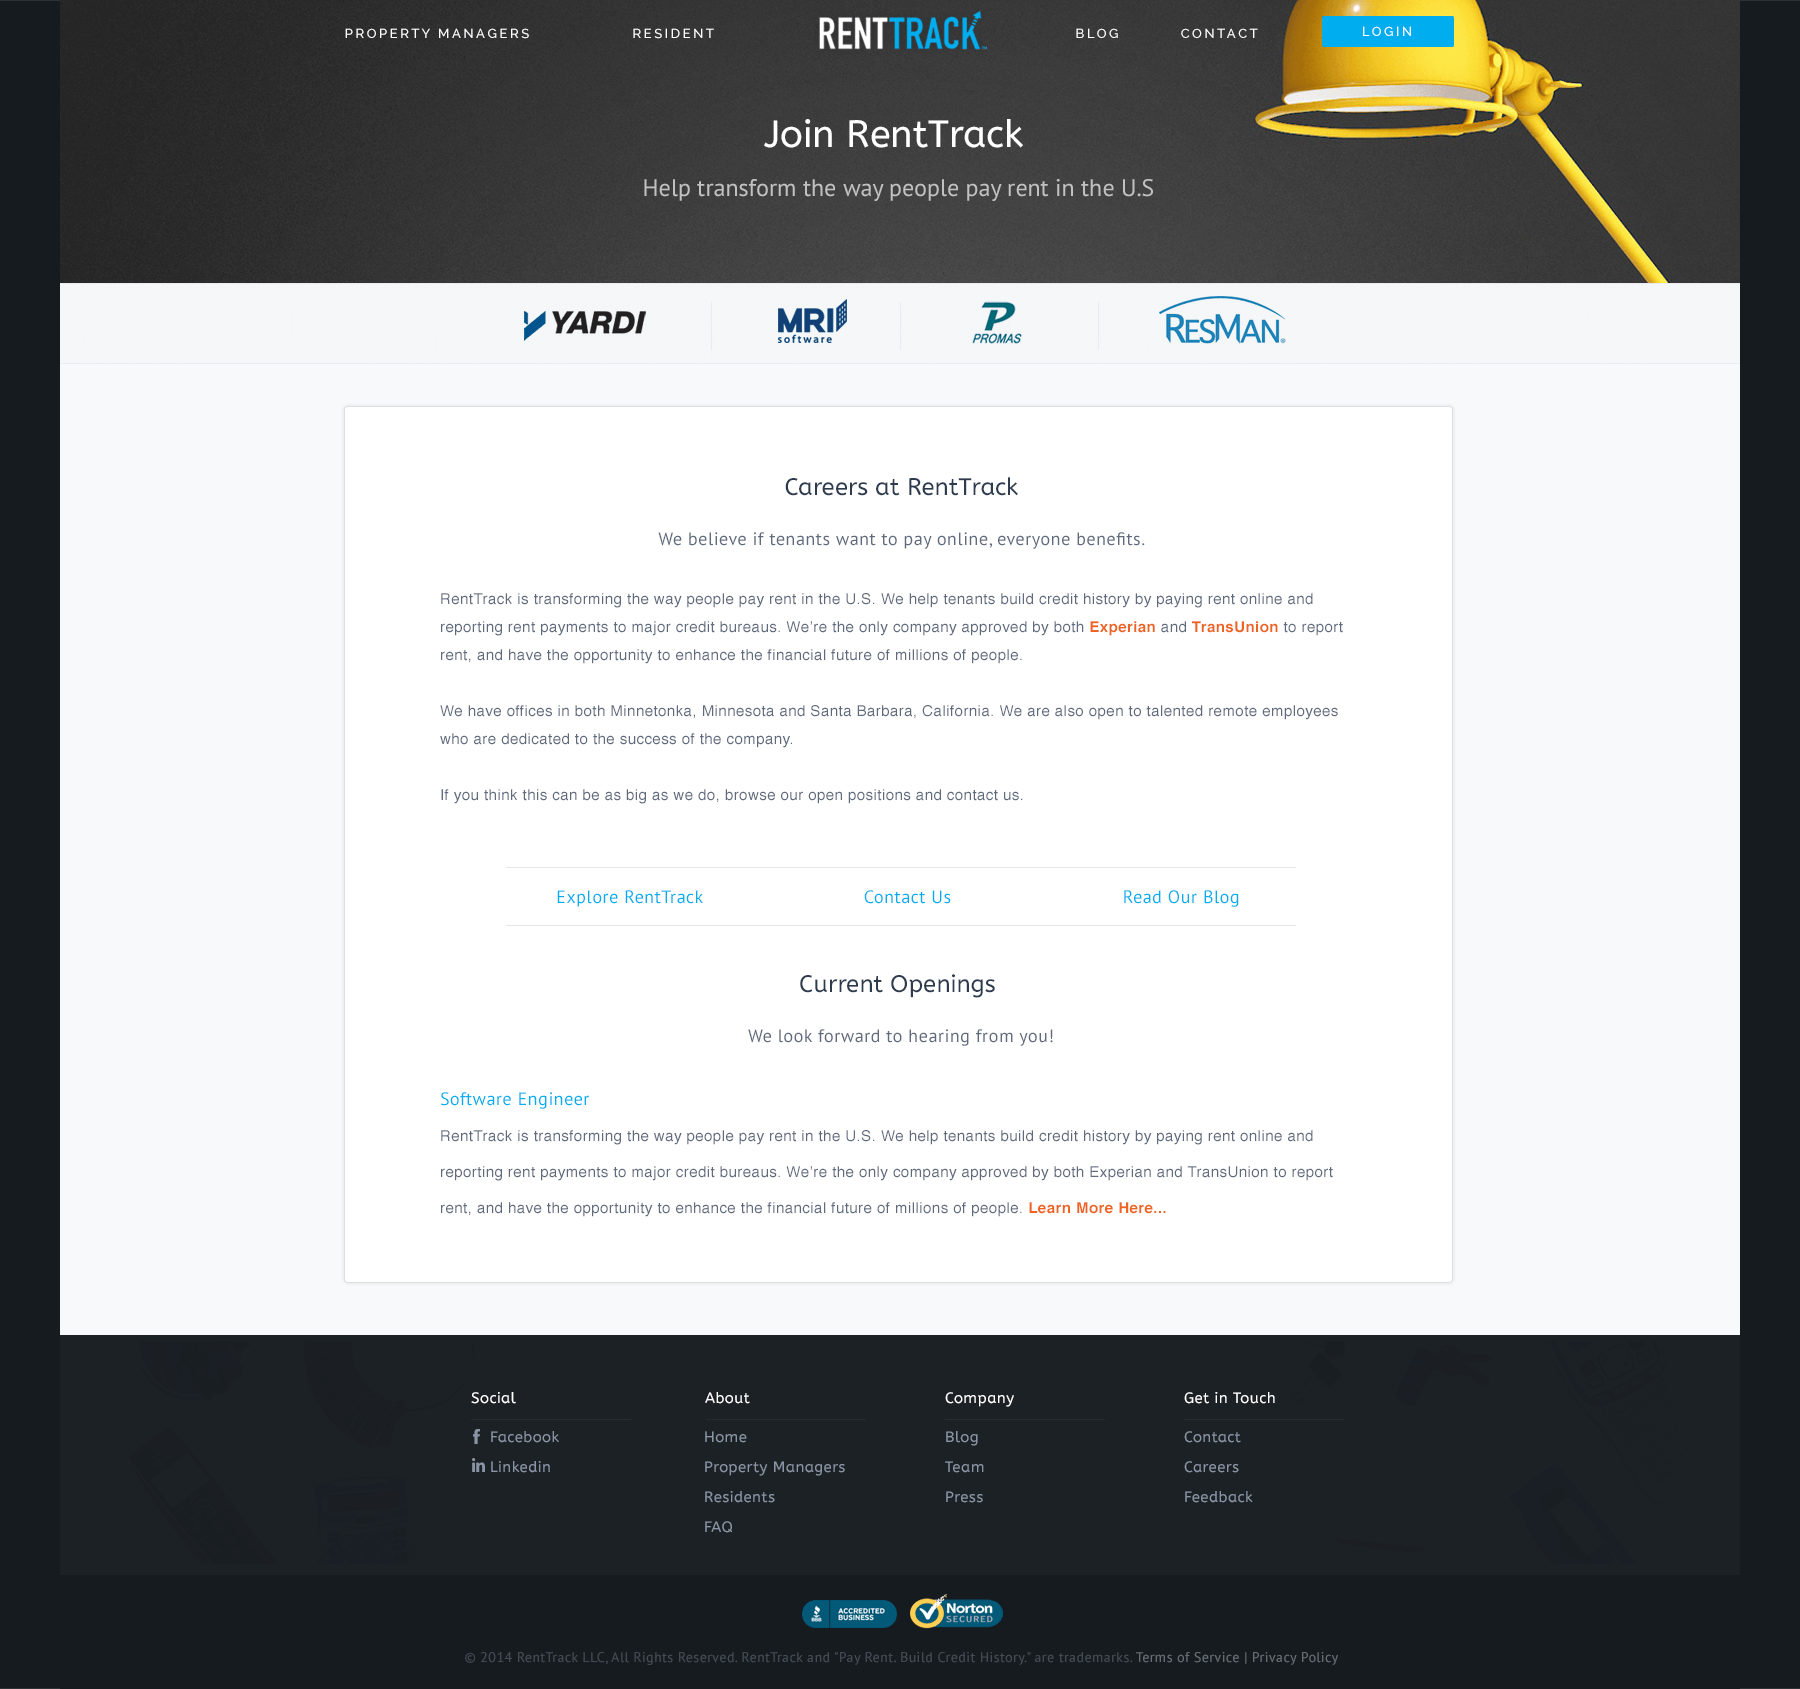 PROPERTY MANAGERS
RESIDENT
RENTTRACK
BLOG
CONTACT
LOGIN
Join RentTrack
Help transform the way people pay rent in the U.S
YARDI
MRI
software
PROMAS
RESMAN®
Careers at RentTrack
We believe if tenants want to pay online, everyone benefits.
RentTrack is transforming the way people pay rent in the U.S. We help tenants build credit history by paying rent online and
reporting rent payments to major credit bureaus. We're the only company approved by both Experian and TransUnion to report
rent, and have the opportunity to enhance the financial future of millions of people.
We have offices in both Minnetonka, Minnesota and Santa Barbara, California. We are also open to talented remote employees
who are dedicated to the success of the company.
If you think this can be as big as we do, browse our open positions and contact us.
Explore RentTrack
Contact Us
Read Our Blog
Current Openings
We look forward to hearing from you!
Software Engineer
RentTrack is transforming the way people pay rent in the U.S. We help tenants build credit history by paying rent online and
reporting rent payments to major credit bureaus. We're the only company approved by both Experian and TransUnion to report
rent, and have the opportunity to enhance the financial future of millions of people. Learn More Here...
Social
Facebook
Linkedin
About
Home
Property Managers
Residents
FAQ
Company
Blog
Team
Press
Get in Touch
Contact
Careers
Feedback
BBB
ACCREDITED
BUSINESS
Norton
SECURED
© 2014 RentTrack LLC, All Rights Reserved. RentTrack and "Pay Rent. Build Credit History." are trademarks. Terms of Service | Privacy Policy